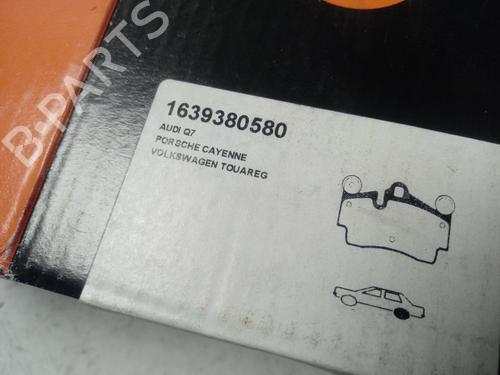 B-PARTS
1639380580
AUDI Q7
PORSCHE CAYENNE
VOLKSWAGEN TOUAREG